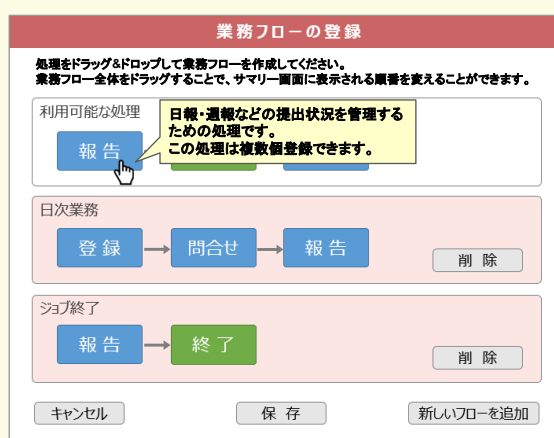 業務フローの登録
処理をドラッグ&ドロップして業務フローを作成してください。
業務フロー全体をドラッグすることで、サマリー画面に表示される順番を変えることができます。
利用可能な処理
日報・週報などの提出状況を管理する
ための処理です。
この処理は複数個登録できます。
報告
日次業務
登録
問合せ
報告
削除
ジョブ終了
報告
終了
削除
キャンセル
保存
新しいフローを追加